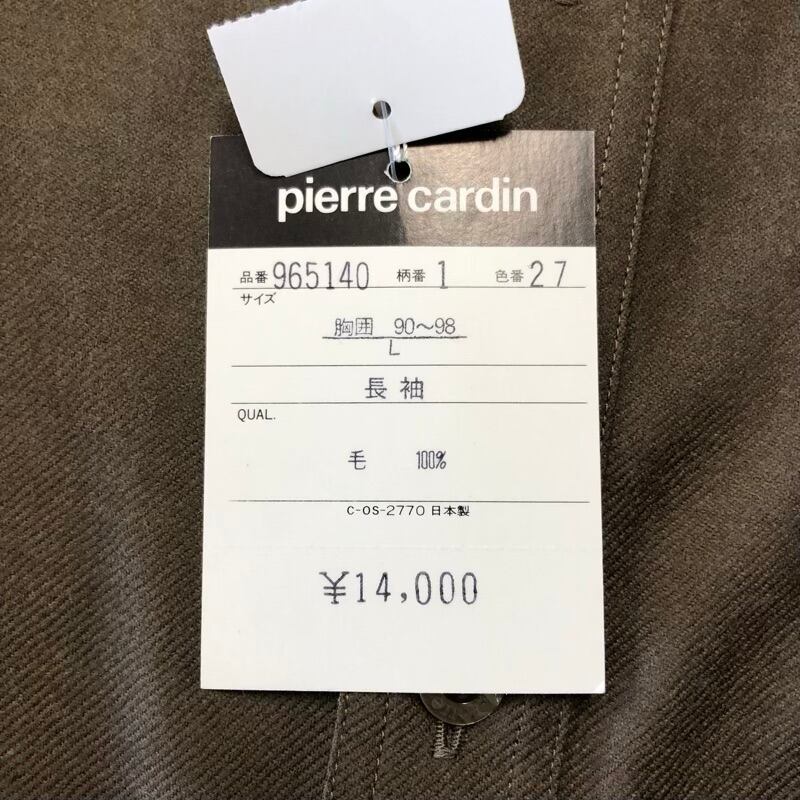 pierre cardin
品番 965140 柄番 1 色番 27
サイズ
胸囲 90〜98
L
長袖
QUAL.
毛 100%
C-OS-2770 日本製
¥14,000